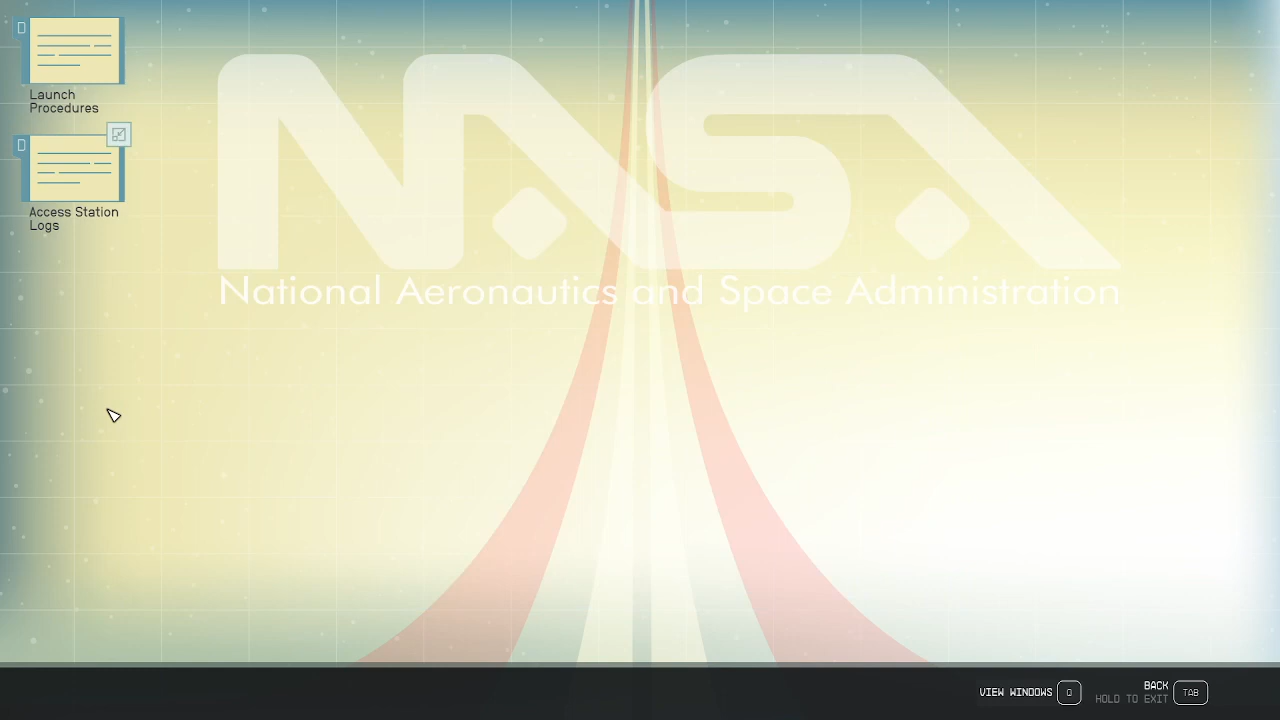 D
Launch
Procedures
D
Access Station
Logs
NASA
National Aeronautics and Space Administration
VIEW WINDOWS Q
BACK
HOLD TO EXIT TAB